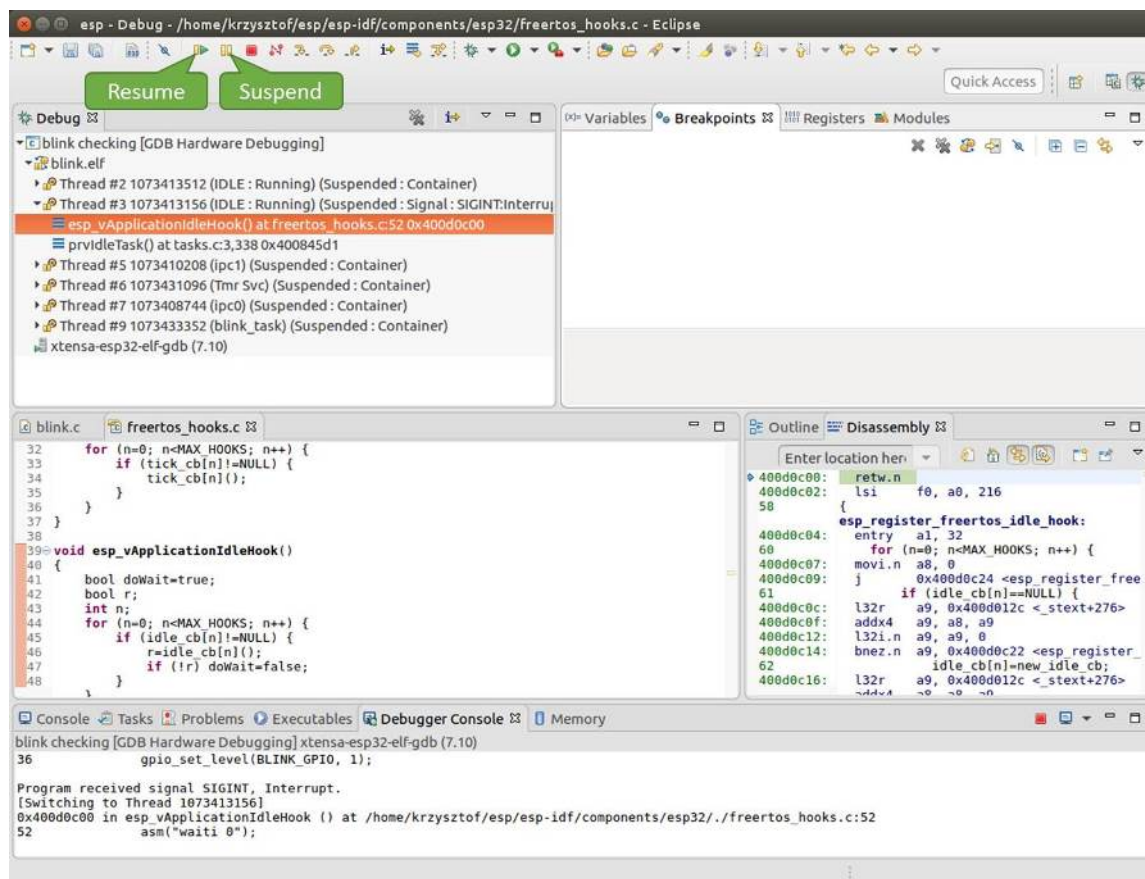 esp - Debug - /home/krzysztof/esp/esp-idf/components/esp32/freertos_hooks.c - Eclipse
Resume
Suspend
Quick Access
Debug
(x)= Variables
Breakpoints
Registers
Modules
blink checking [GDB Hardware Debugging]
blink.elf
Thread #2 1073413512 (IDLE : Running) (Suspended : Container)
Thread #3 1073413156 (IDLE : Running) (Suspended : Signal : SIGINT:Interrup
esp_vApplicationIdleHook() at freertos_hooks.c:52 0x400d0c00
prvIdleTask() at tasks.c:3,338 0x400845d1
Thread #5 1073410208 (ipc1) (Suspended : Container)
Thread #6 1073431096 (Tmr Svc) (Suspended : Container)
Thread #7 1073408744 (ipc0) (Suspended : Container)
Thread #9 1073433352 (blink_task) (Suspended : Container)
xtensa-esp32-elf-gdb (7.10)
blink.c
freertos_hooks.c
32 for (n=0; n<MAX_HOOKS; n++) {
33 if (tick_cb[n]!=NULL) {
34 tick_cb[n]();
35 }
36 }
37 }
38
39 void esp_vApplicationIdleHook()
40 {
41 bool doWait=true;
42 bool r;
43 int n;
44 for (n=0; n<MAX_HOOKS; n++) {
45 if (idle_cb[n]!=NULL) {
46 r=idle_cb[n]();
47 if (!r) doWait=false;
48 }
}
Outline
Disassembly
Enter location here
400d0c00: retw.n
400d0c02: lsi f0, a0, 216
58 {
esp_register_freertos_idle_hook:
400d0c04: entry a1, 32
60 for (n=0; n<MAX_HOOKS; n++) {
400d0c07: movi.n a8, 0
400d0c09: j 0x400d0c24 <esp_register_free
61 if (idle_cb[n]==NULL) {
400d0c0c: l32r a9, 0x400d012c <_stext+276>
400d0c0f: addx4 a9, a8, a9
400d0c12: l32i.n a9, a9, 0
400d0c14: bnez.n a9, 0x400d0c22 <esp_register_
62 idle_cb[n]=new_idle_cb;
400d0c16: l32r a9, 0x400d012c <_stext+276>
addx4 a8, a8, a9
Console
Tasks
Problems
Executables
Debugger Console
Memory
blink checking [GDB Hardware Debugging] xtensa-esp32-elf-gdb (7.10)
36 gpio_set_level(BLINK_GPIO, 1);
Program received signal SIGINT, Interrupt.
[Switching to Thread 1073413156]
0x400d0c00 in esp_vApplicationIdleHook () at /home/krzysztof/esp/esp-idf/components/esp32/./freertos_hooks.c:52
52 asm("waiti 0");